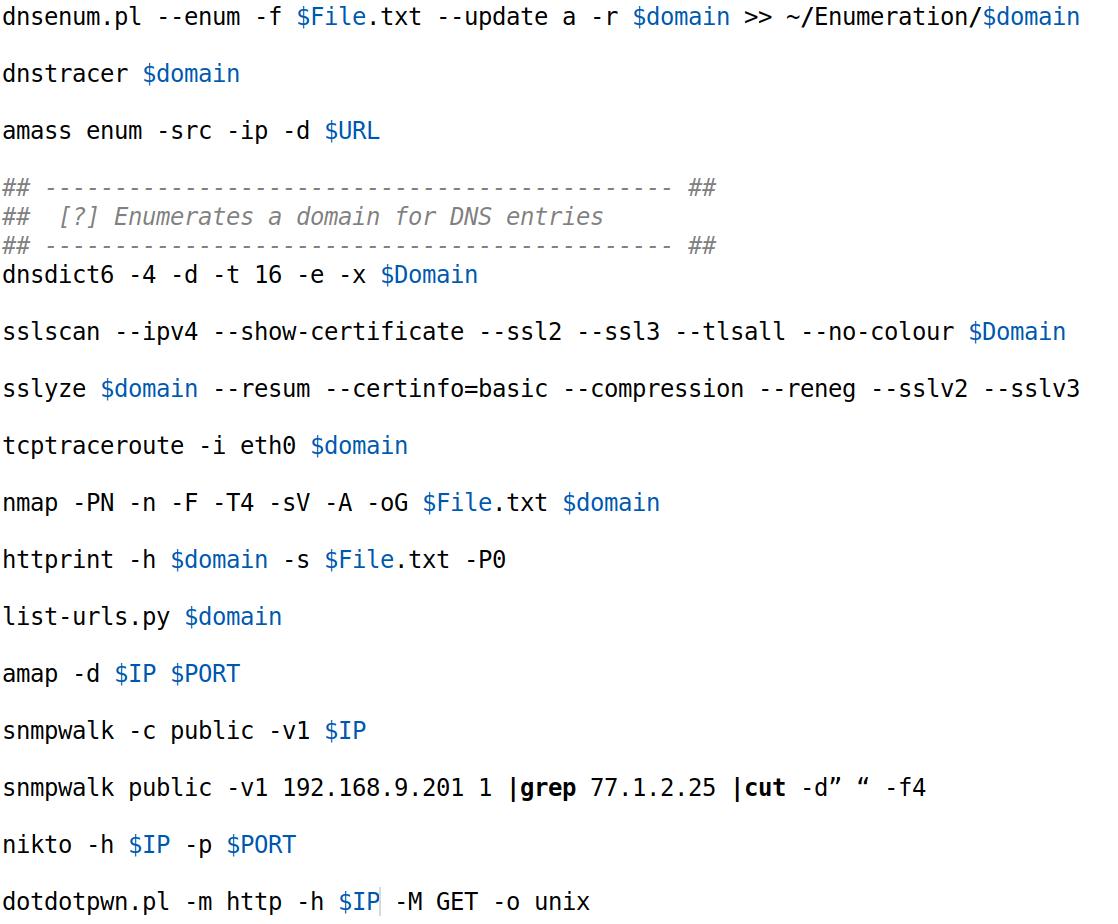 dnsenum.pl --enum -f $File.txt --update a -r $domain >> ~/Enumeration/$domain
dnstracer $domain
amass enum -src -ip -d $URL
## --------------------------------------------- ##
##  [?] Enumerates a domain for DNS entries
## --------------------------------------------- ##
dnsdict6 -4 -d -t 16 -e -x $Domain
sslscan --ipv4 --show-certificate --ssl2 --ssl3 --tlsall --no-colour $Domain
sslyze $domain --resum --certinfo=basic --compression --reneg --sslv2 --sslv3
tcptraceroute -i eth0 $domain
nmap -PN -n -F -T4 -sV -A -oG $File.txt $domain
httprint -h $domain -s $File.txt -P0
list-urls.py $domain
amap -d $IP $PORT
snmpwalk -c public -v1 $IP
snmpwalk public -v1 192.168.9.201 1 |grep 77.1.2.25 |cut -d” “ -f4
nikto -h $IP -p $PORT
dotdotpwn.pl -m http -h $IP -M GET -o unix